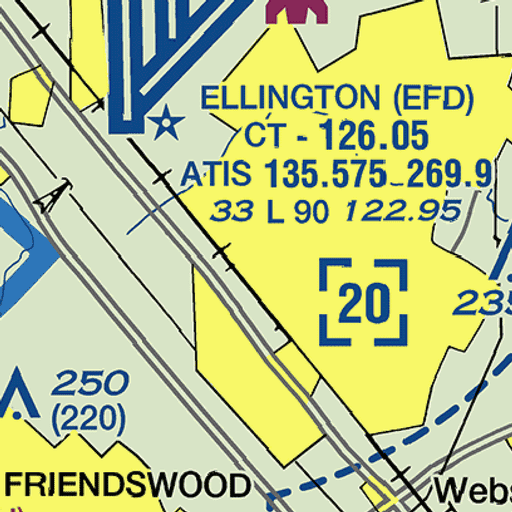 ELLINGTON (EFD)
CT - 126.05
ATIS 135.575 269.9
33 L 90 122.95
20
235
250
(220)
FRIENDSWOOD
Webs